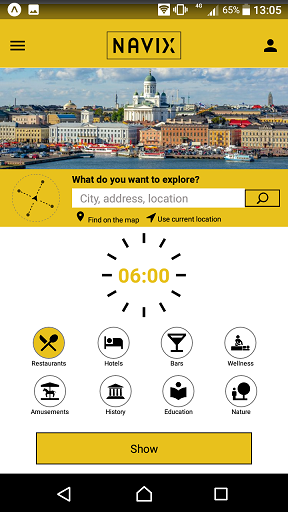 4G 65% 13:05
NAVIX
What do you want to explore?
City, address, location
Find on the map Use current location
06:00
Restaurants Hotels Bars Wellness
Amusements History Education Nature
Show